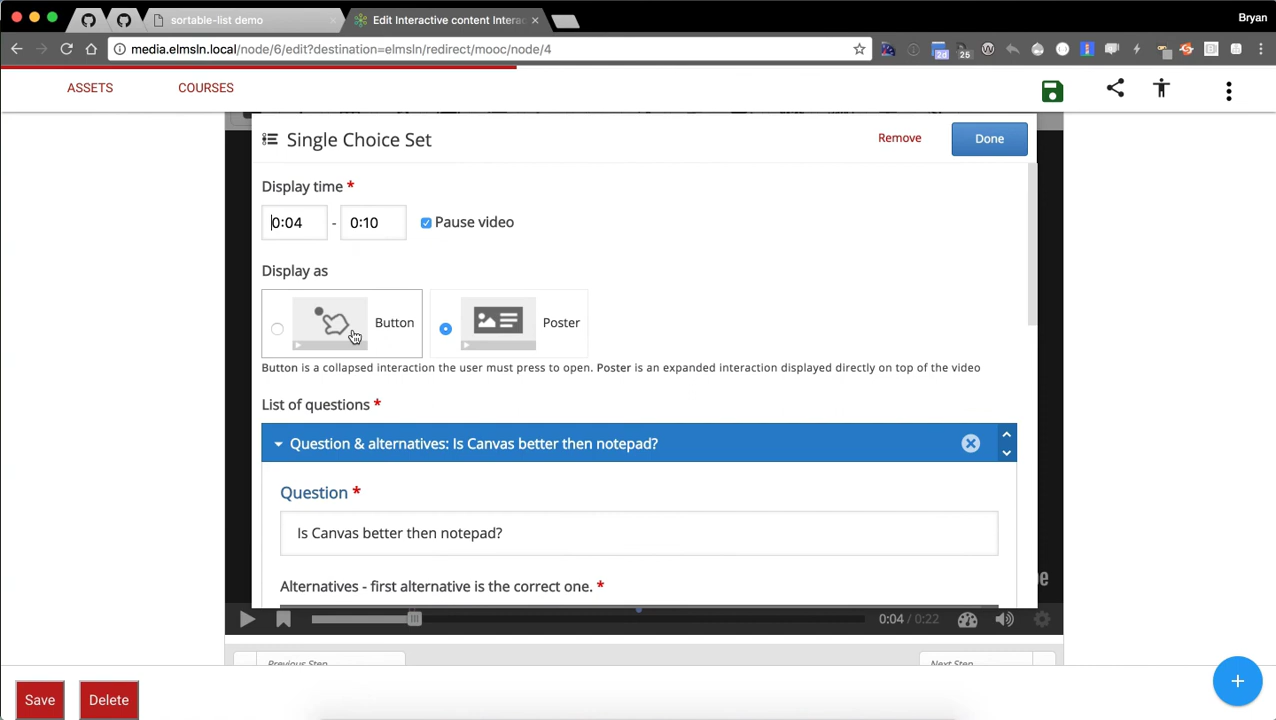 sortable-list demo
Edit Interactive content Interac
Bryan
media.elmsln.local/node/6/edit?destination=elmsln/redirect/mooc/node/4
2d
25
ASSETS
COURSES
Single Choice Set
Remove
Done
Display time *
0:04 - 0:10
Pause video
Display as
Button
Poster
Button is a collapsed interaction the user must press to open. Poster is an expanded interaction displayed directly on top of the video
List of questions *
Question & alternatives: Is Canvas better then notepad?
Question *
Is Canvas better then notepad?
Alternatives - first alternative is the correct one. *
0:04 / 0:22
Previous Step
Next Step
Save
Delete